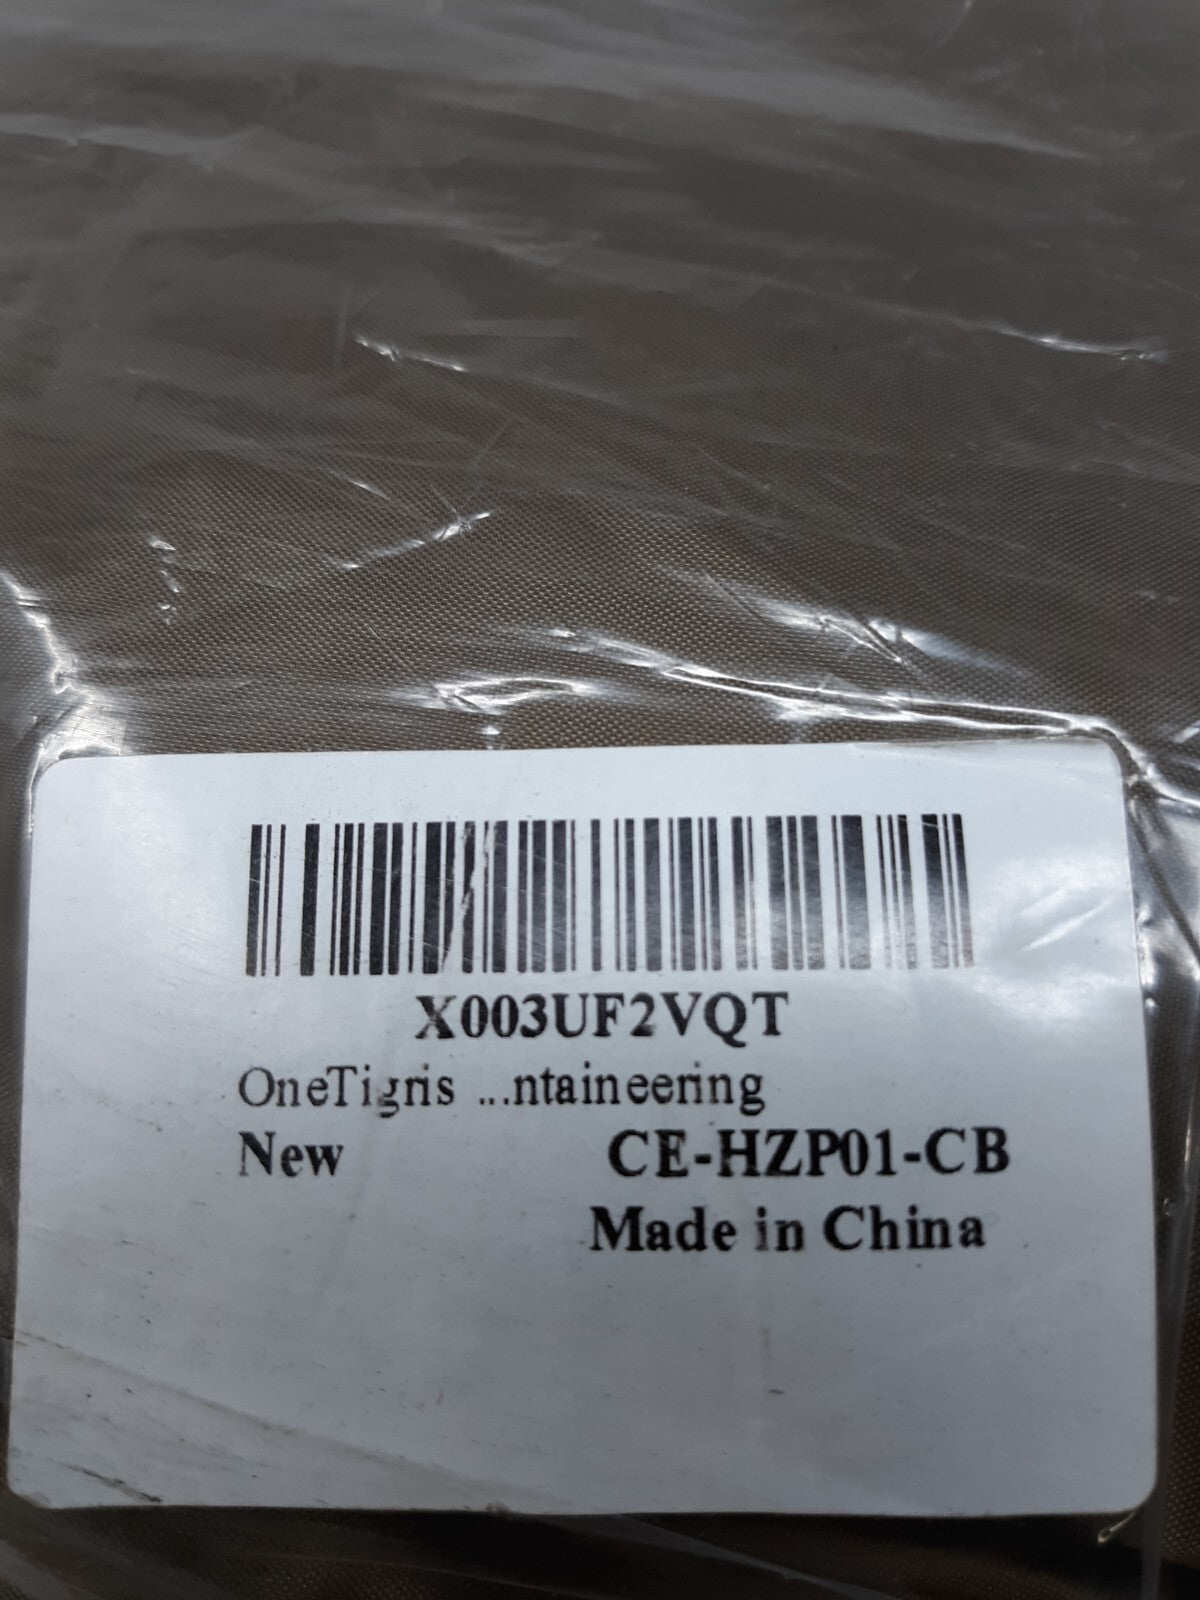 X003UF2VQT
OneTigris ...ntaineering
New CE-HZP01-CB
Made in China